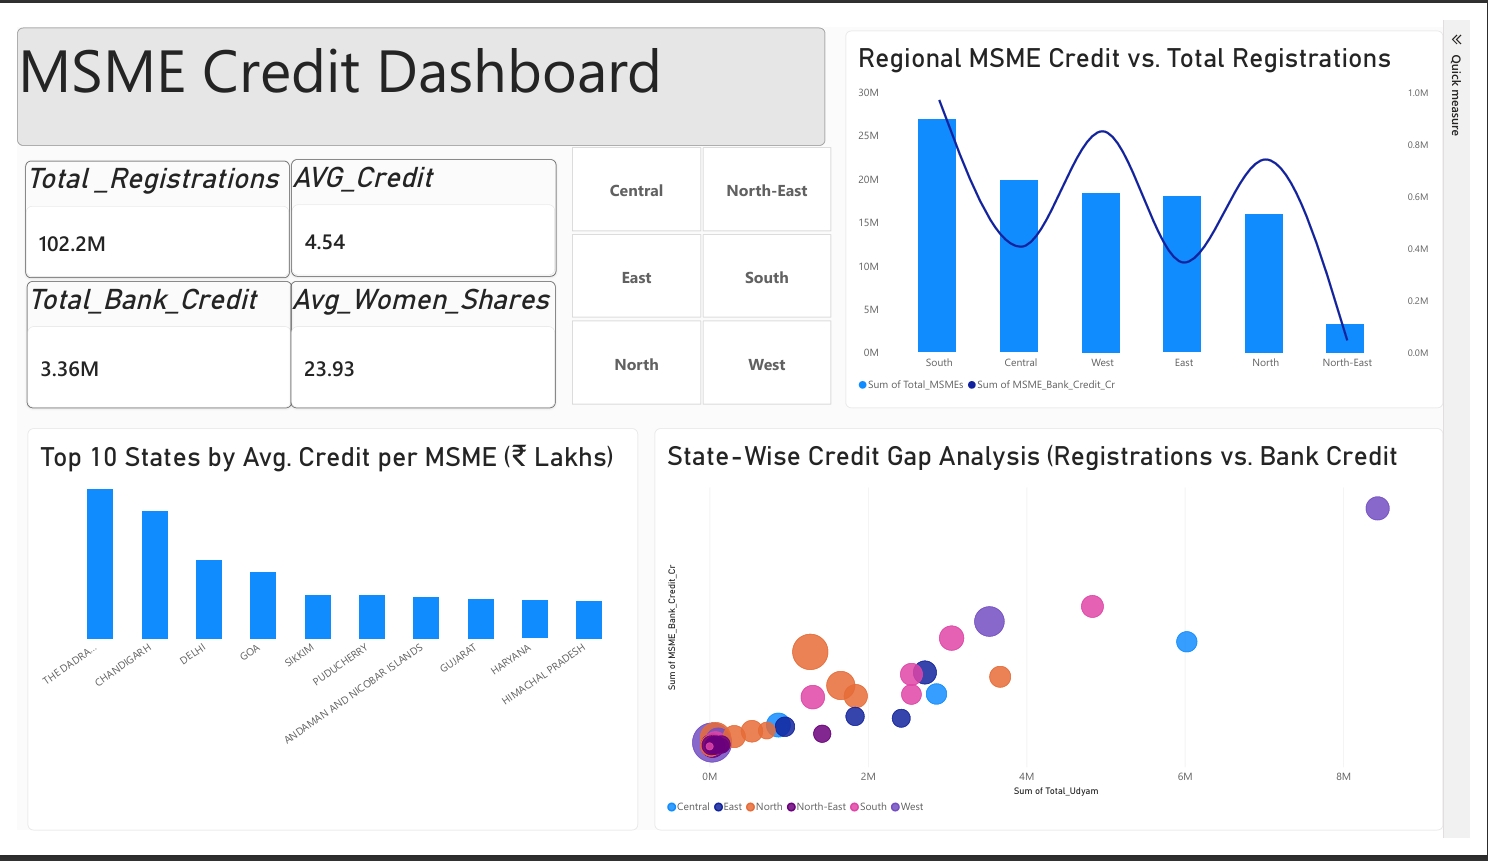 MSME Credit Dashboard
Total _Registrations
102.2M
AVG_Credit
4.54
Total_Bank_Credit
3.36M
Avg_Women_Shares
23.93
Central
North-East
East
South
North
West
Regional MSME Credit vs. Total Registrations
30M
25M
20M
15M
10M
5M
0M
1.0M
0.8M
0.6M
0.4M
0.2M
0.0M
South
Central
West
East
North
North-East
Sum of Total_MSMEs
Sum of MSME_Bank_Credit_Cr
Quick measure
Top 10 States by Avg. Credit per MSME (₹ Lakhs)
THE DADRA...
CHANDIGARH
DELHI
GOA
SIKKIM
PUDUCHERRY
ANDAMAN AND NICOBAR ISLANDS
GUJARAT
HARYANA
HIMACHAL PRADESH
State-Wise Credit Gap Analysis (Registrations vs. Bank Credit
Sum of MSME_Bank_Credit_Cr
0M
2M
4M
6M
8M
Sum of Total_Udyam
Central
East
North
North-East
South
West